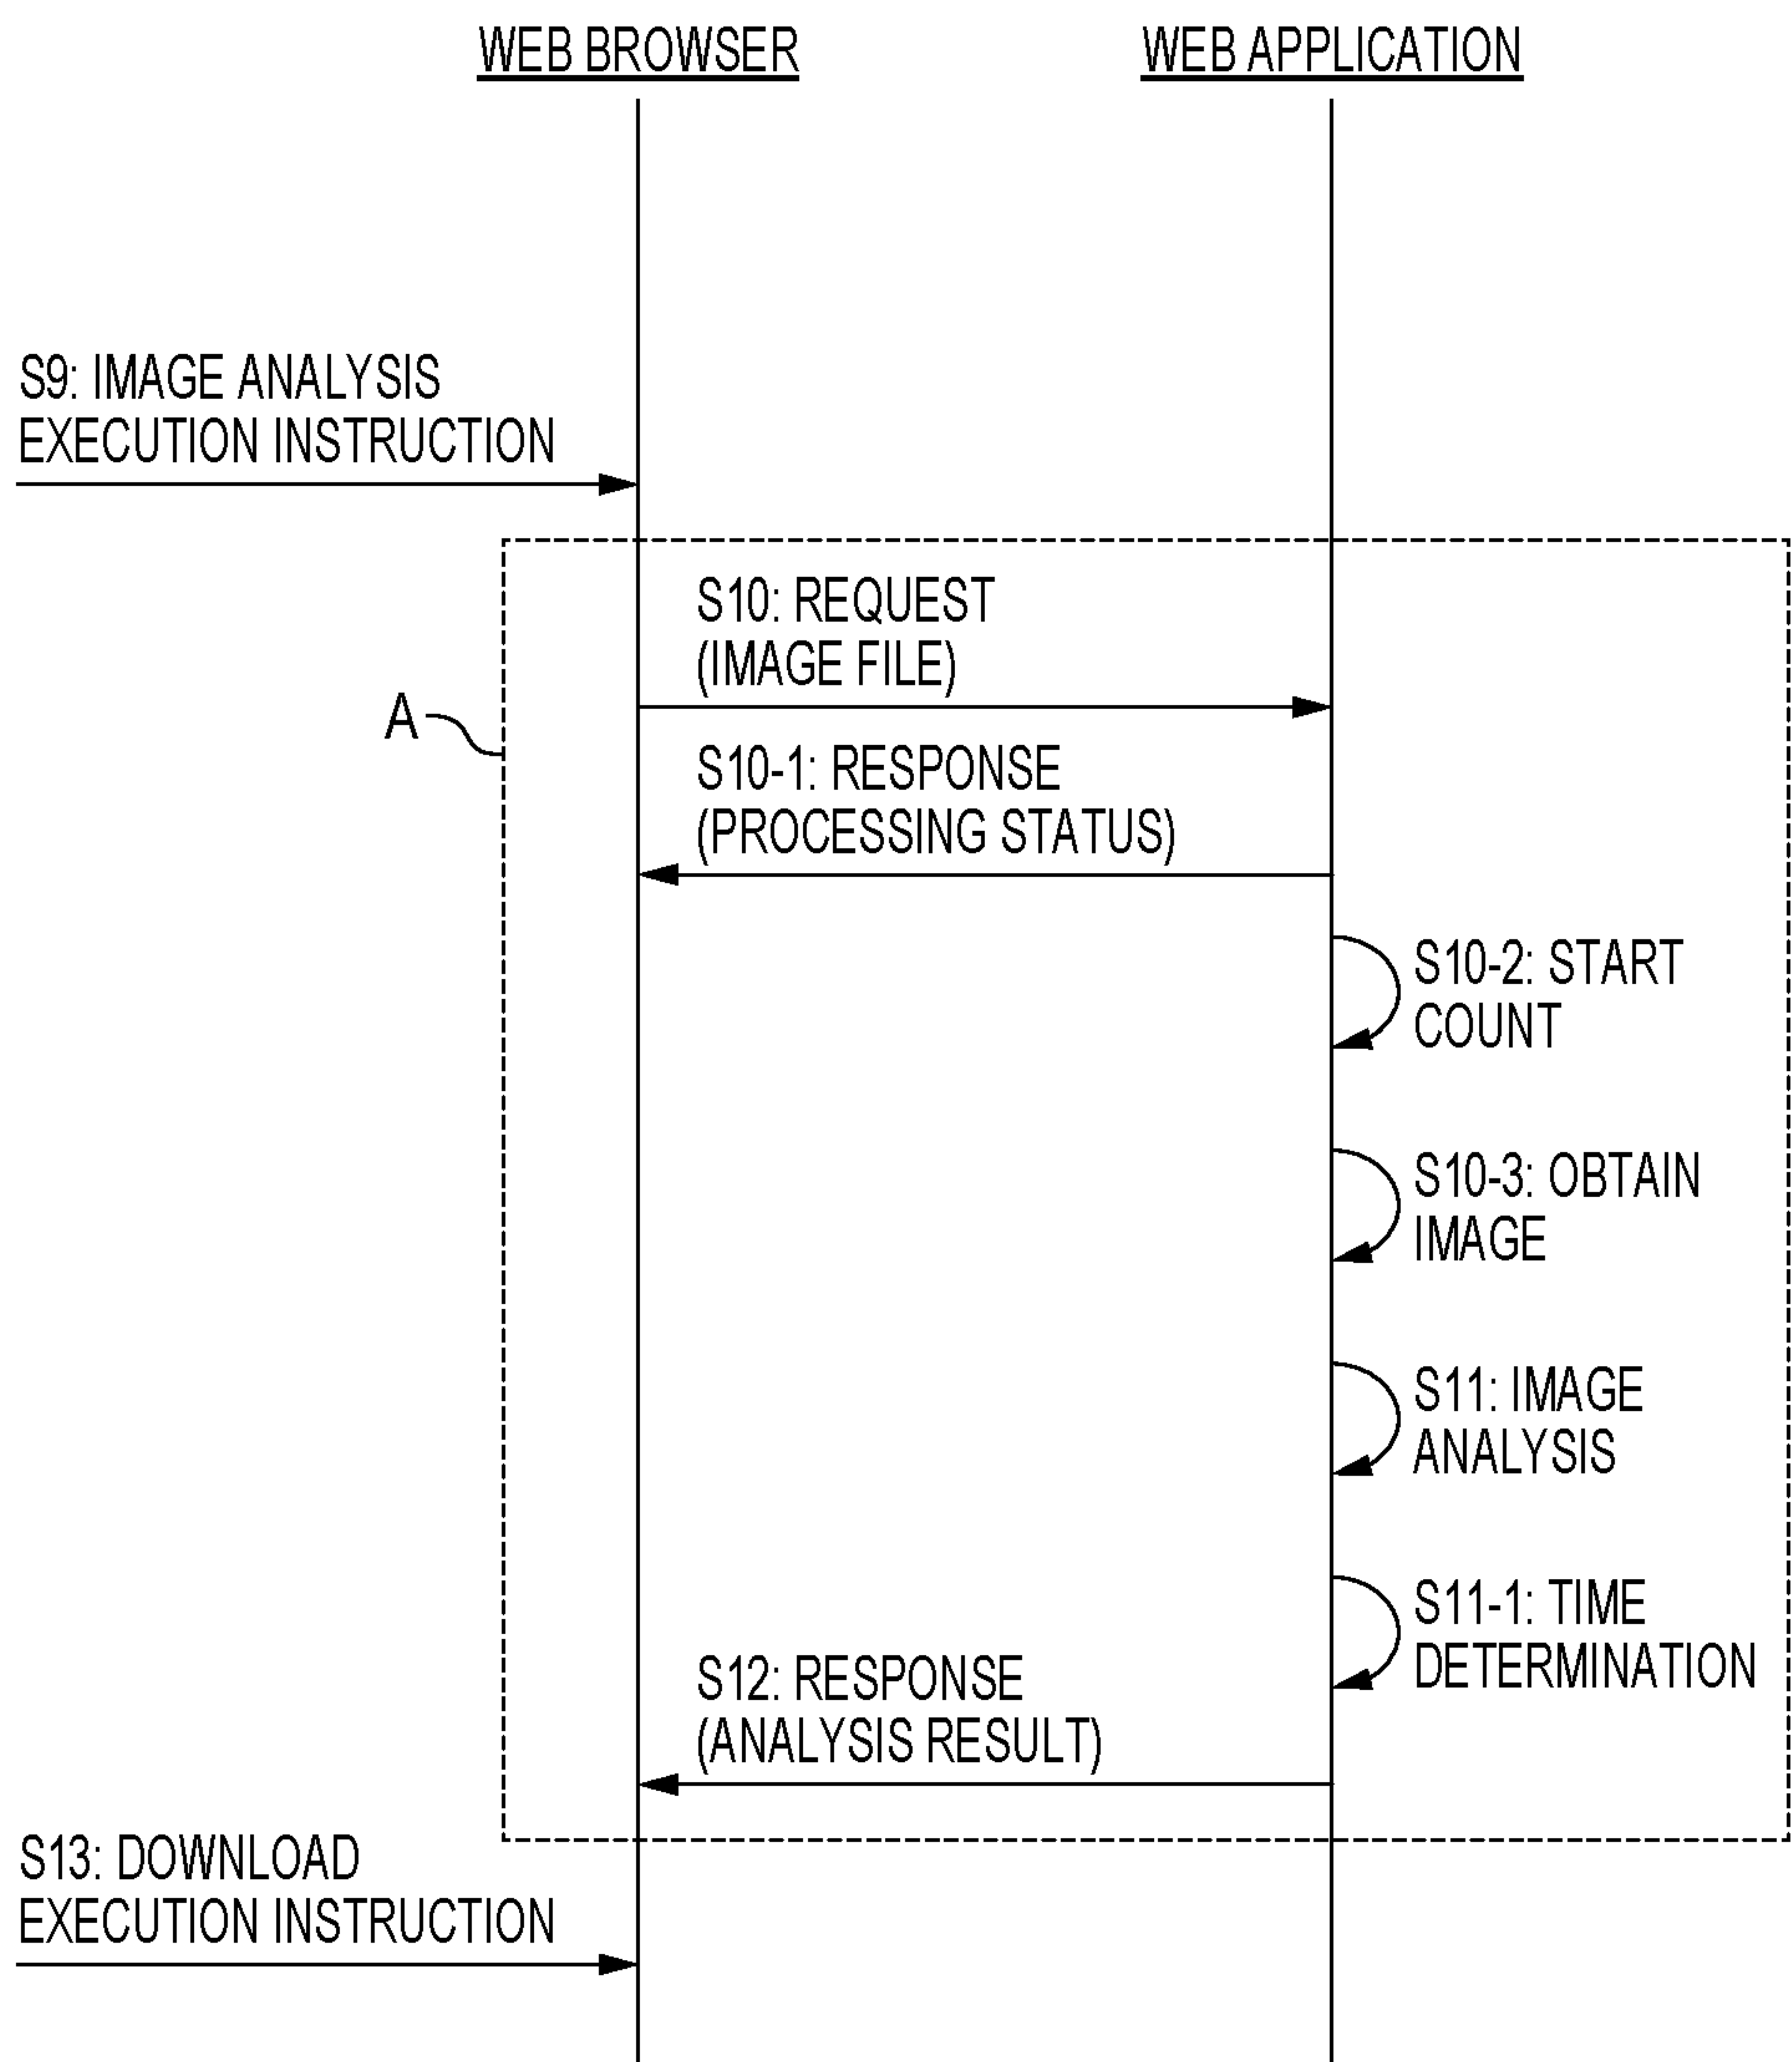 WEB BROWSER
WEB APPLICATION
S9: IMAGE ANALYSIS
EXECUTION INSTRUCTION
S10: REQUEST
(IMAGE FILE)
A
S10-1: RESPONSE
(PROCESSING STATUS)
S10-2: START
COUNT
S10-3: OBTAIN
IMAGE
S11: IMAGE
ANALYSIS
S11-1: TIME
DETERMINATION
S12: RESPONSE
(ANALYSIS RESULT)
S13: DOWNLOAD
EXECUTION INSTRUCTION